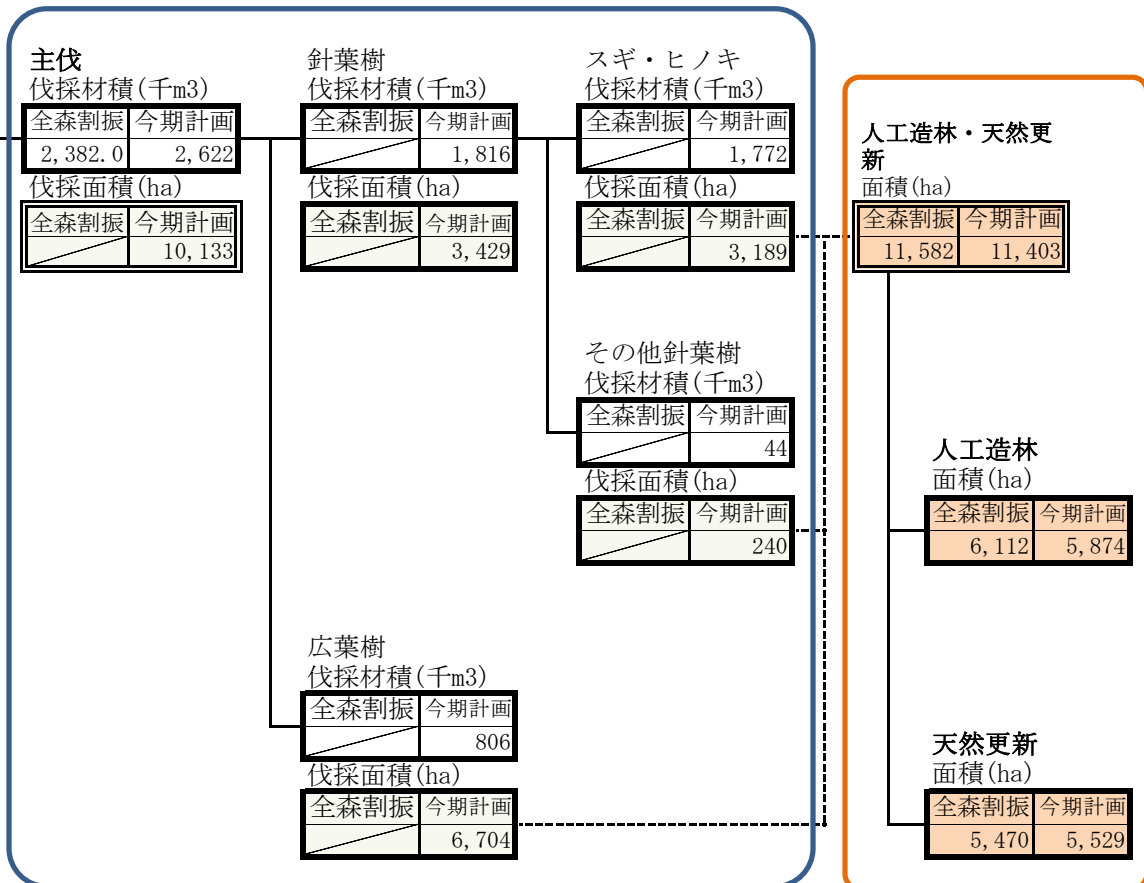 主伐
伐採材積(千m3)
全森割振 今期計画
2,382.0 2,622
伐採面積(ha)
全森割振 今期計画
10,133
針葉樹
伐採材積(千m3)
全森割振 今期計画
1,816
伐採面積(ha)
全森割振 今期計画
3,429
スギ・ヒノキ
伐採材積(千m3)
全森割振 今期計画
1,772
伐採面積(ha)
全森割振 今期計画
3,189
その他針葉樹
伐採材積(千m3)
全森割振 今期計画
44
伐採面積(ha)
全森割振 今期計画
240
広葉樹
伐採材積(千m3)
全森割振 今期計画
806
伐採面積(ha)
全森割振 今期計画
6,704
人工造林・天然更
新
面積(ha)
全森割振 今期計画
11,582 11,403
人工造林
面積(ha)
全森割振 今期計画
6,112 5,874
天然更新
面積(ha)
全森割振 今期計画
5,470 5,529